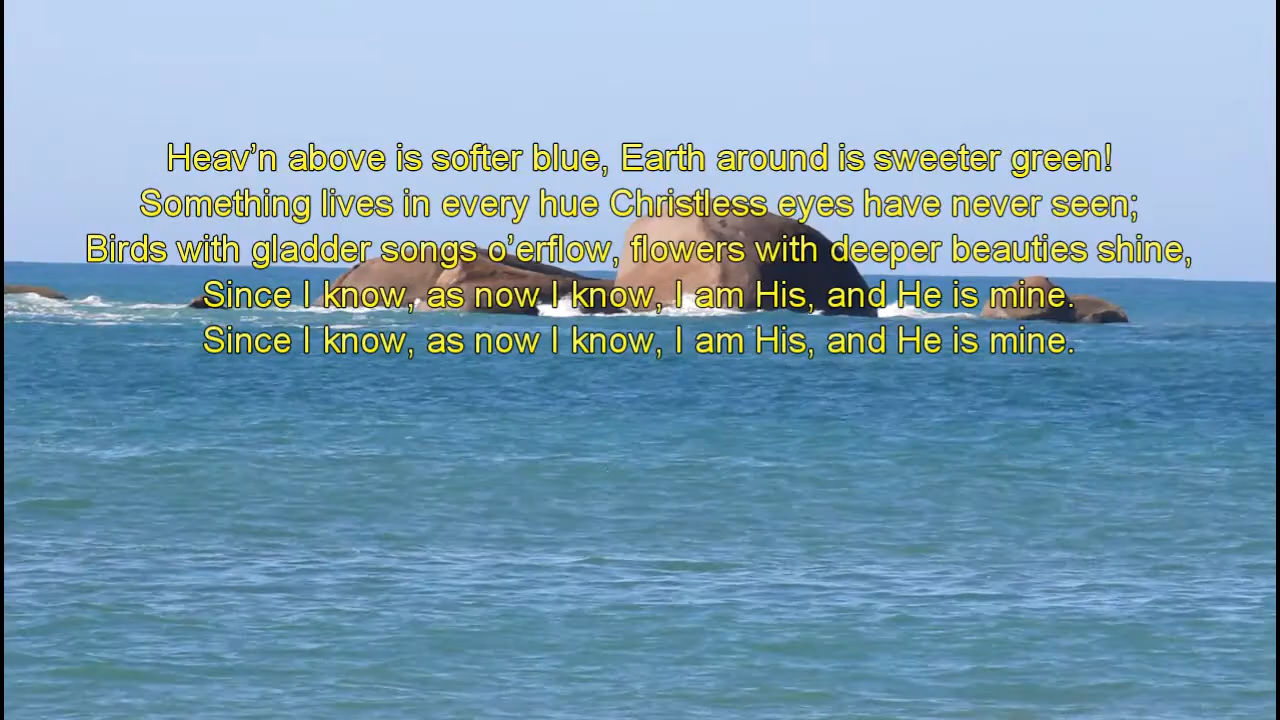 Heav’n above is softer blue, Earth around is sweeter green!
Something lives in every hue Christless eyes have never seen;
Birds with gladder songs o’erflow, flowers with deeper beauties shine,
Since I know, as now I know, I am His, and He is mine.
Since I know, as now I know, I am His, and He is mine.